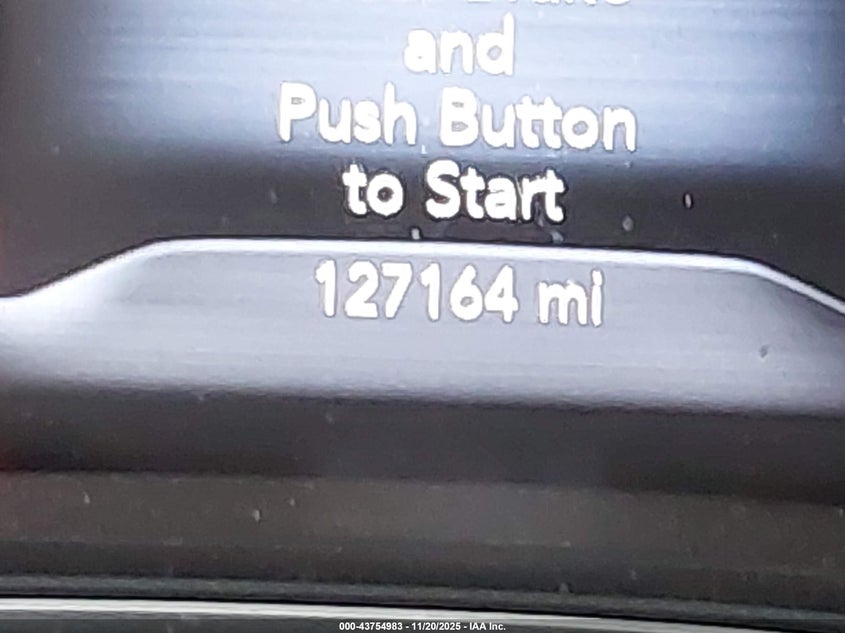 and
Push Button
to Start
127164 mi
000-43754983 - 11/20/2025 - IAA Inc.